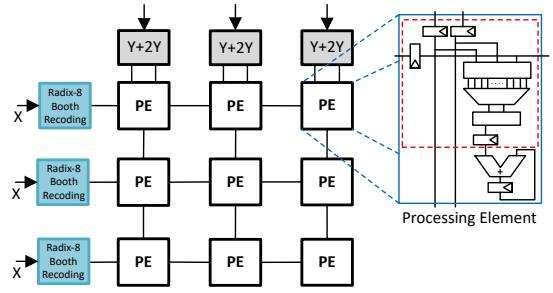 Y+2Y Y+2Y Y+2Y
Radix-8
Booth
Recoding
X
PE PE PE
Radix-8
Booth
Recoding
X
PE PE PE
Radix-8
Booth
Recoding
X
PE PE PE
+
Processing Element